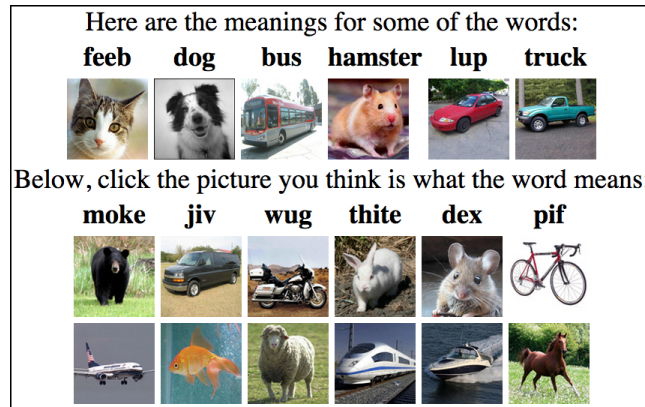 Here are the meanings for some of the words:
feeb dog bus hamster lup truck
Below, click the picture you think is what the word means:
moke jiv wug thite dex pif